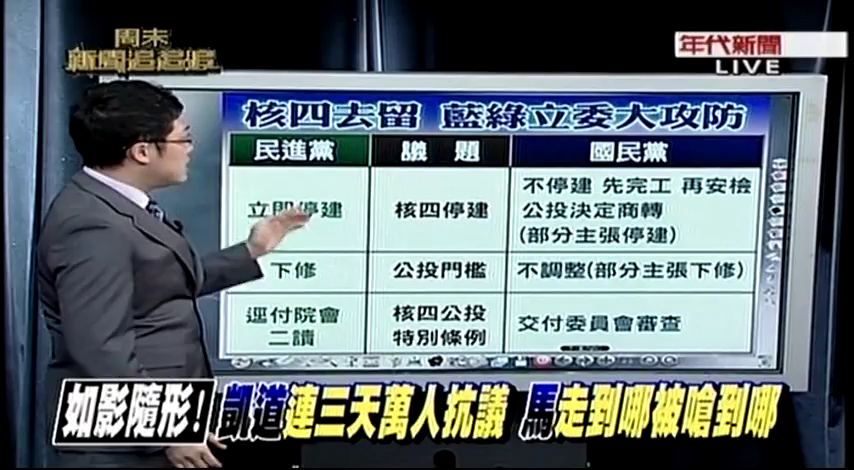 周末
新聞追追追
年代新聞
LIVE
核四去留 藍綠立委大攻防
民進黨 議題 國民黨
立即停建 核四停建 不停建 先完工 再安檢
公投決定商轉
(部分主張停建)
下修 公投門檻 不調整(部分主張下修)
逕付院會
二讀
核四公投
特別條例
交付委員會審查
如影隨形! 凱道連三天萬人抗議 馬走到哪被嗆到哪